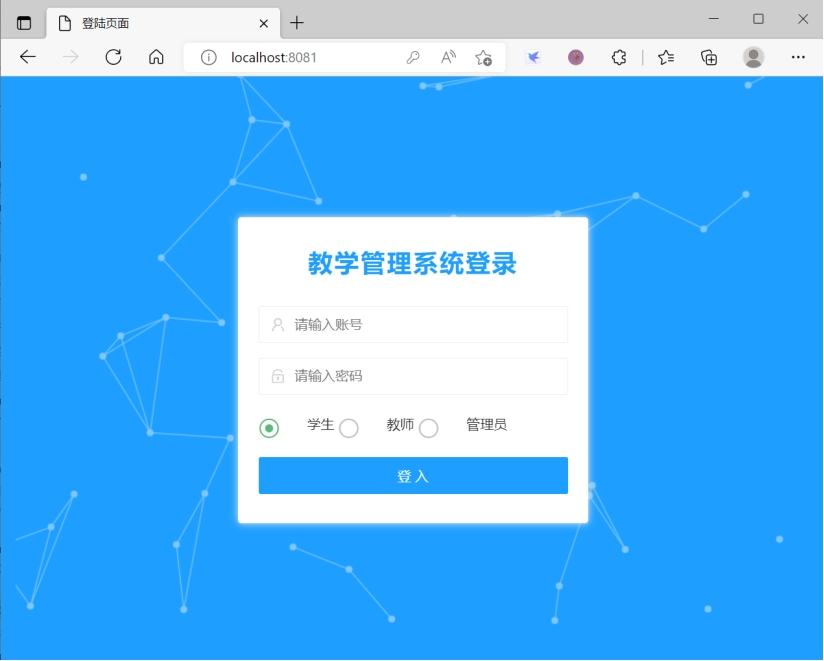 登陆页面
localhost:8081
教学管理系统登录
请输入账号
请输入密码
学生 教师 管理员
登入